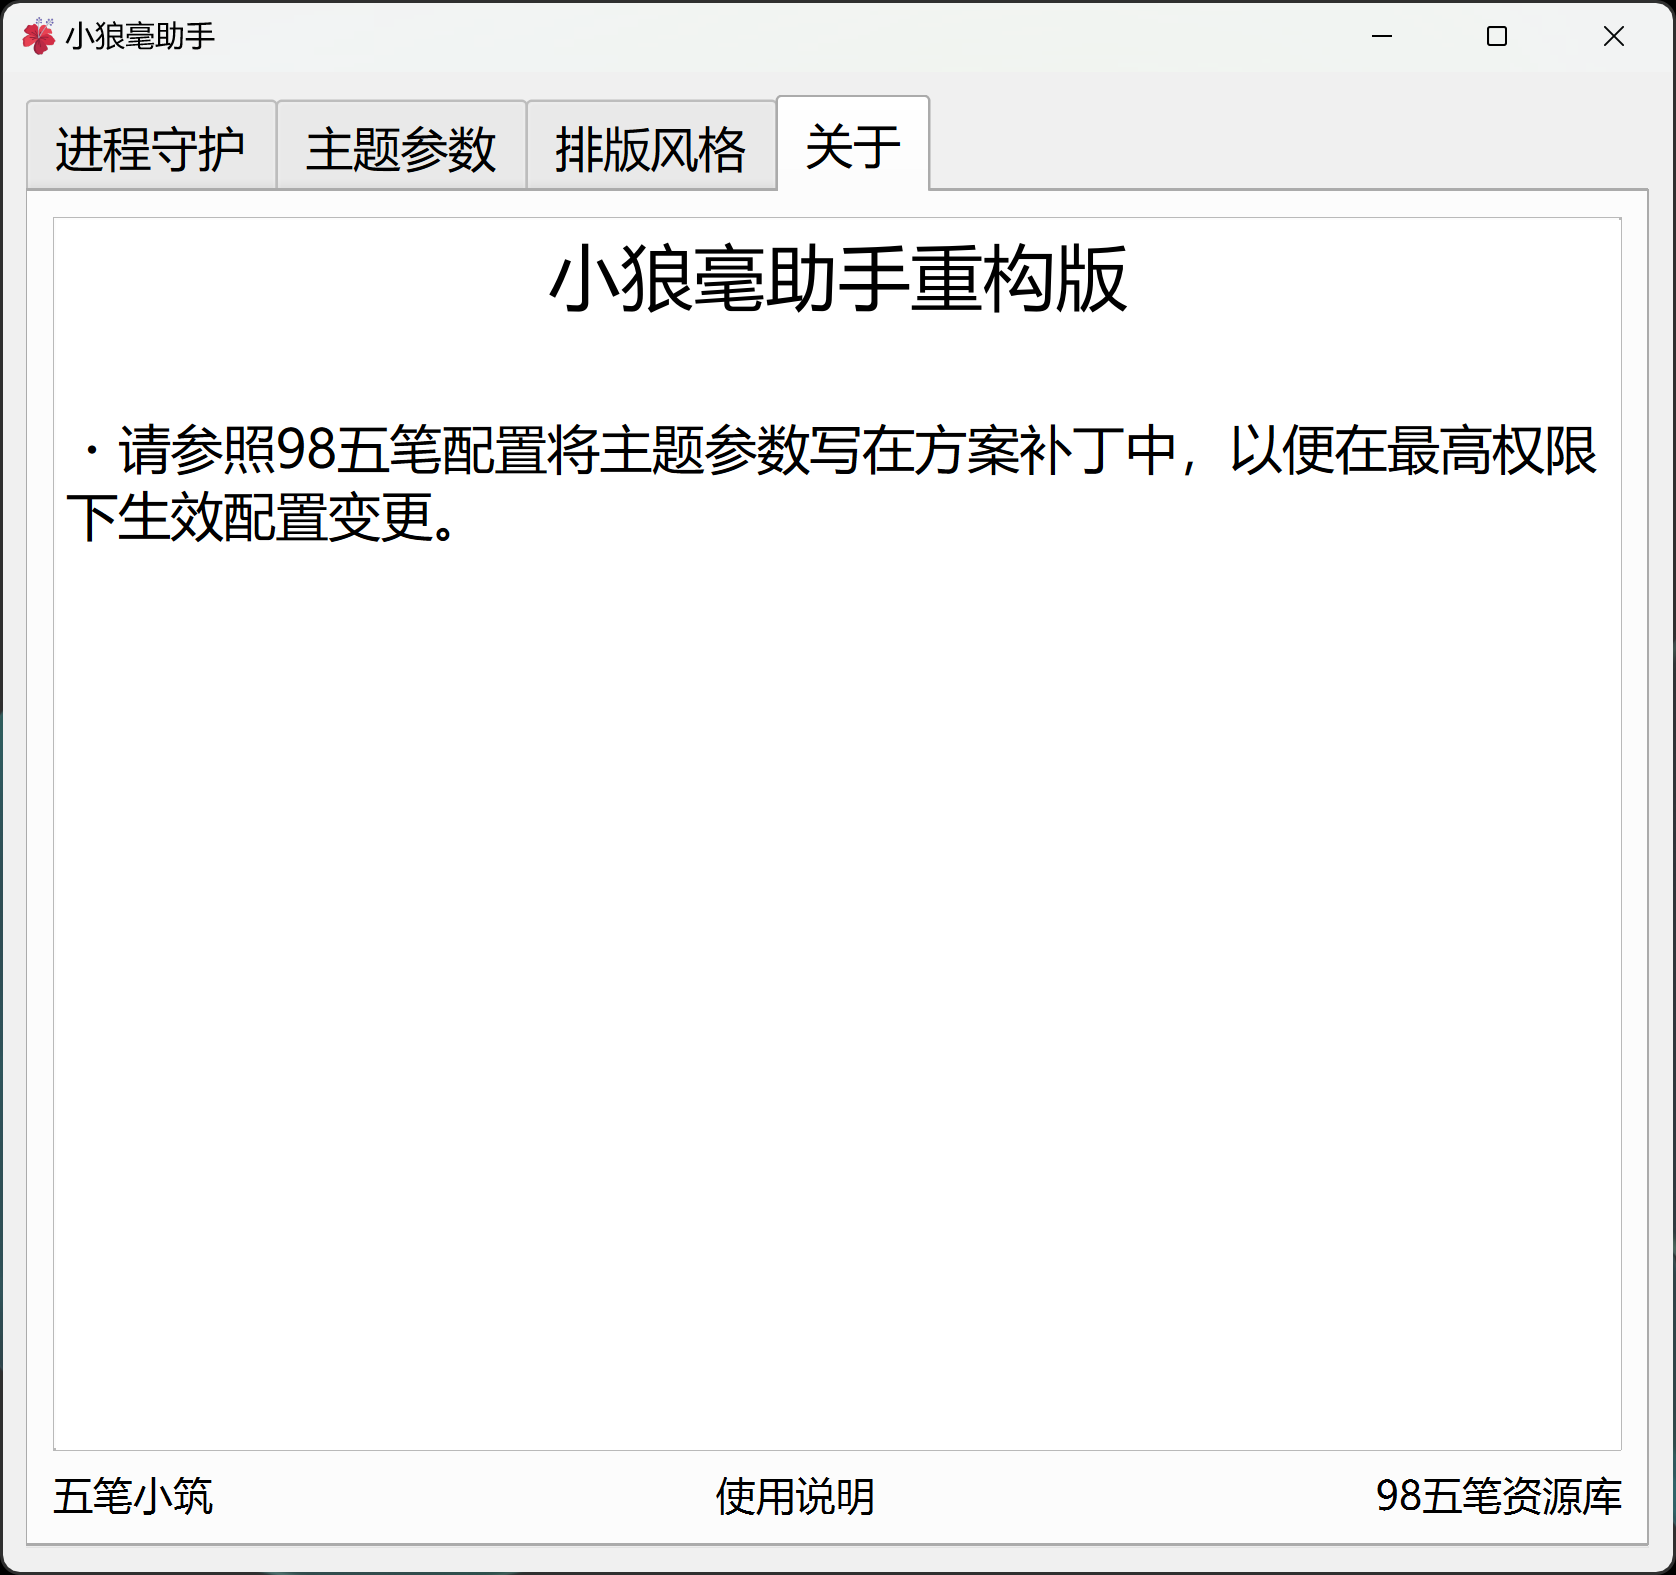 小狼毫助手
进程守护
主题参数
排版风格
关于
小狼毫助手重构版
· 请参照98五笔配置将主题参数写在方案补丁中，以便在最高权限
下生效配置变更。
五笔小筑
使用说明
98五笔资源库